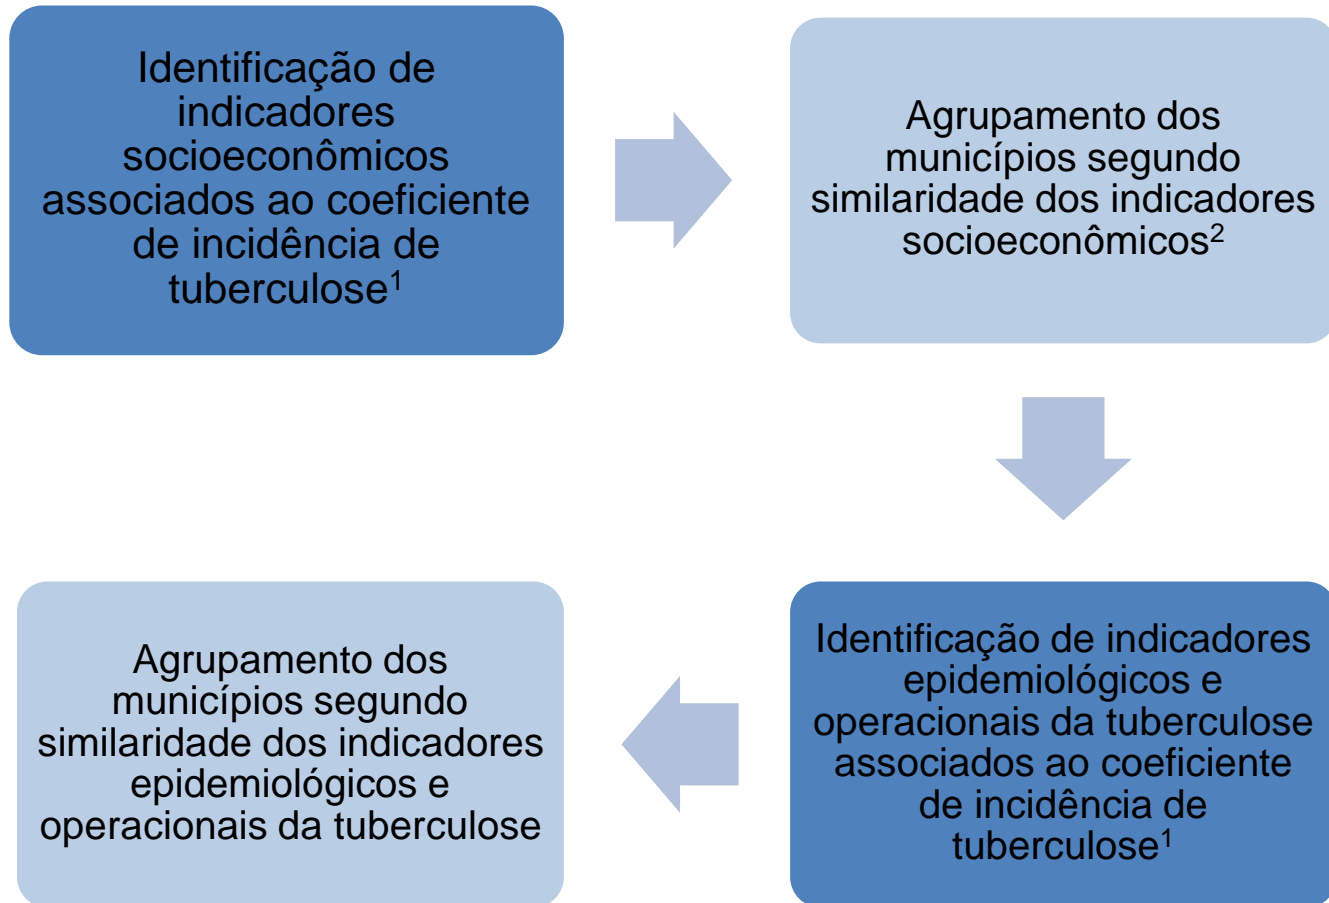 Identificação de
indicadores
socioeconômicos
associados ao coeficiente
de incidência de
tuberculose¹
Agrupamento dos
municípios segundo
similaridade dos indicadores
socioeconômicos²
Identificação de indicadores
epidemiológicos e
operacionais da tuberculose
associados ao coeficiente
de incidência de
tuberculose¹
Agrupamento dos
municípios segundo
similaridade dos indicadores
epidemiológicos e
operacionais da tuberculose